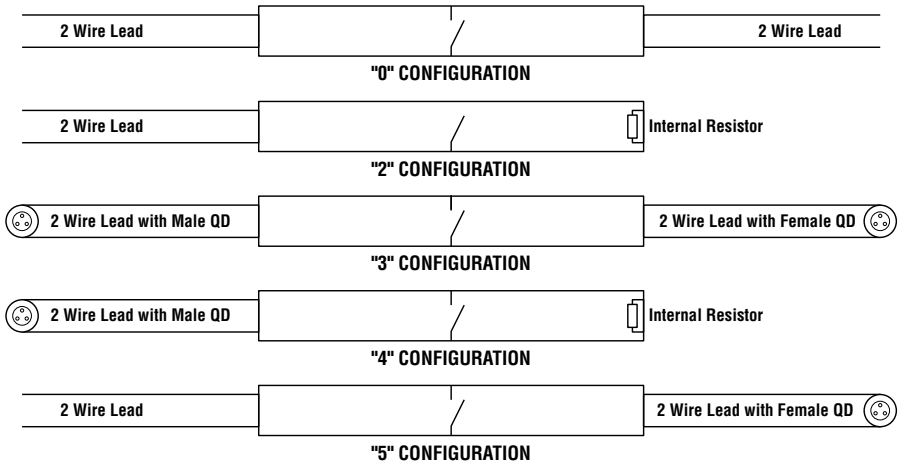 2 Wire Lead 2 Wire Lead
"0" CONFIGURATION
2 Wire Lead Internal Resistor
"2" CONFIGURATION
2 Wire Lead with Male QD 2 Wire Lead with Female QD
"3" CONFIGURATION
2 Wire Lead with Male QD Internal Resistor
"4" CONFIGURATION
2 Wire Lead 2 Wire Lead with Female QD
"5" CONFIGURATION